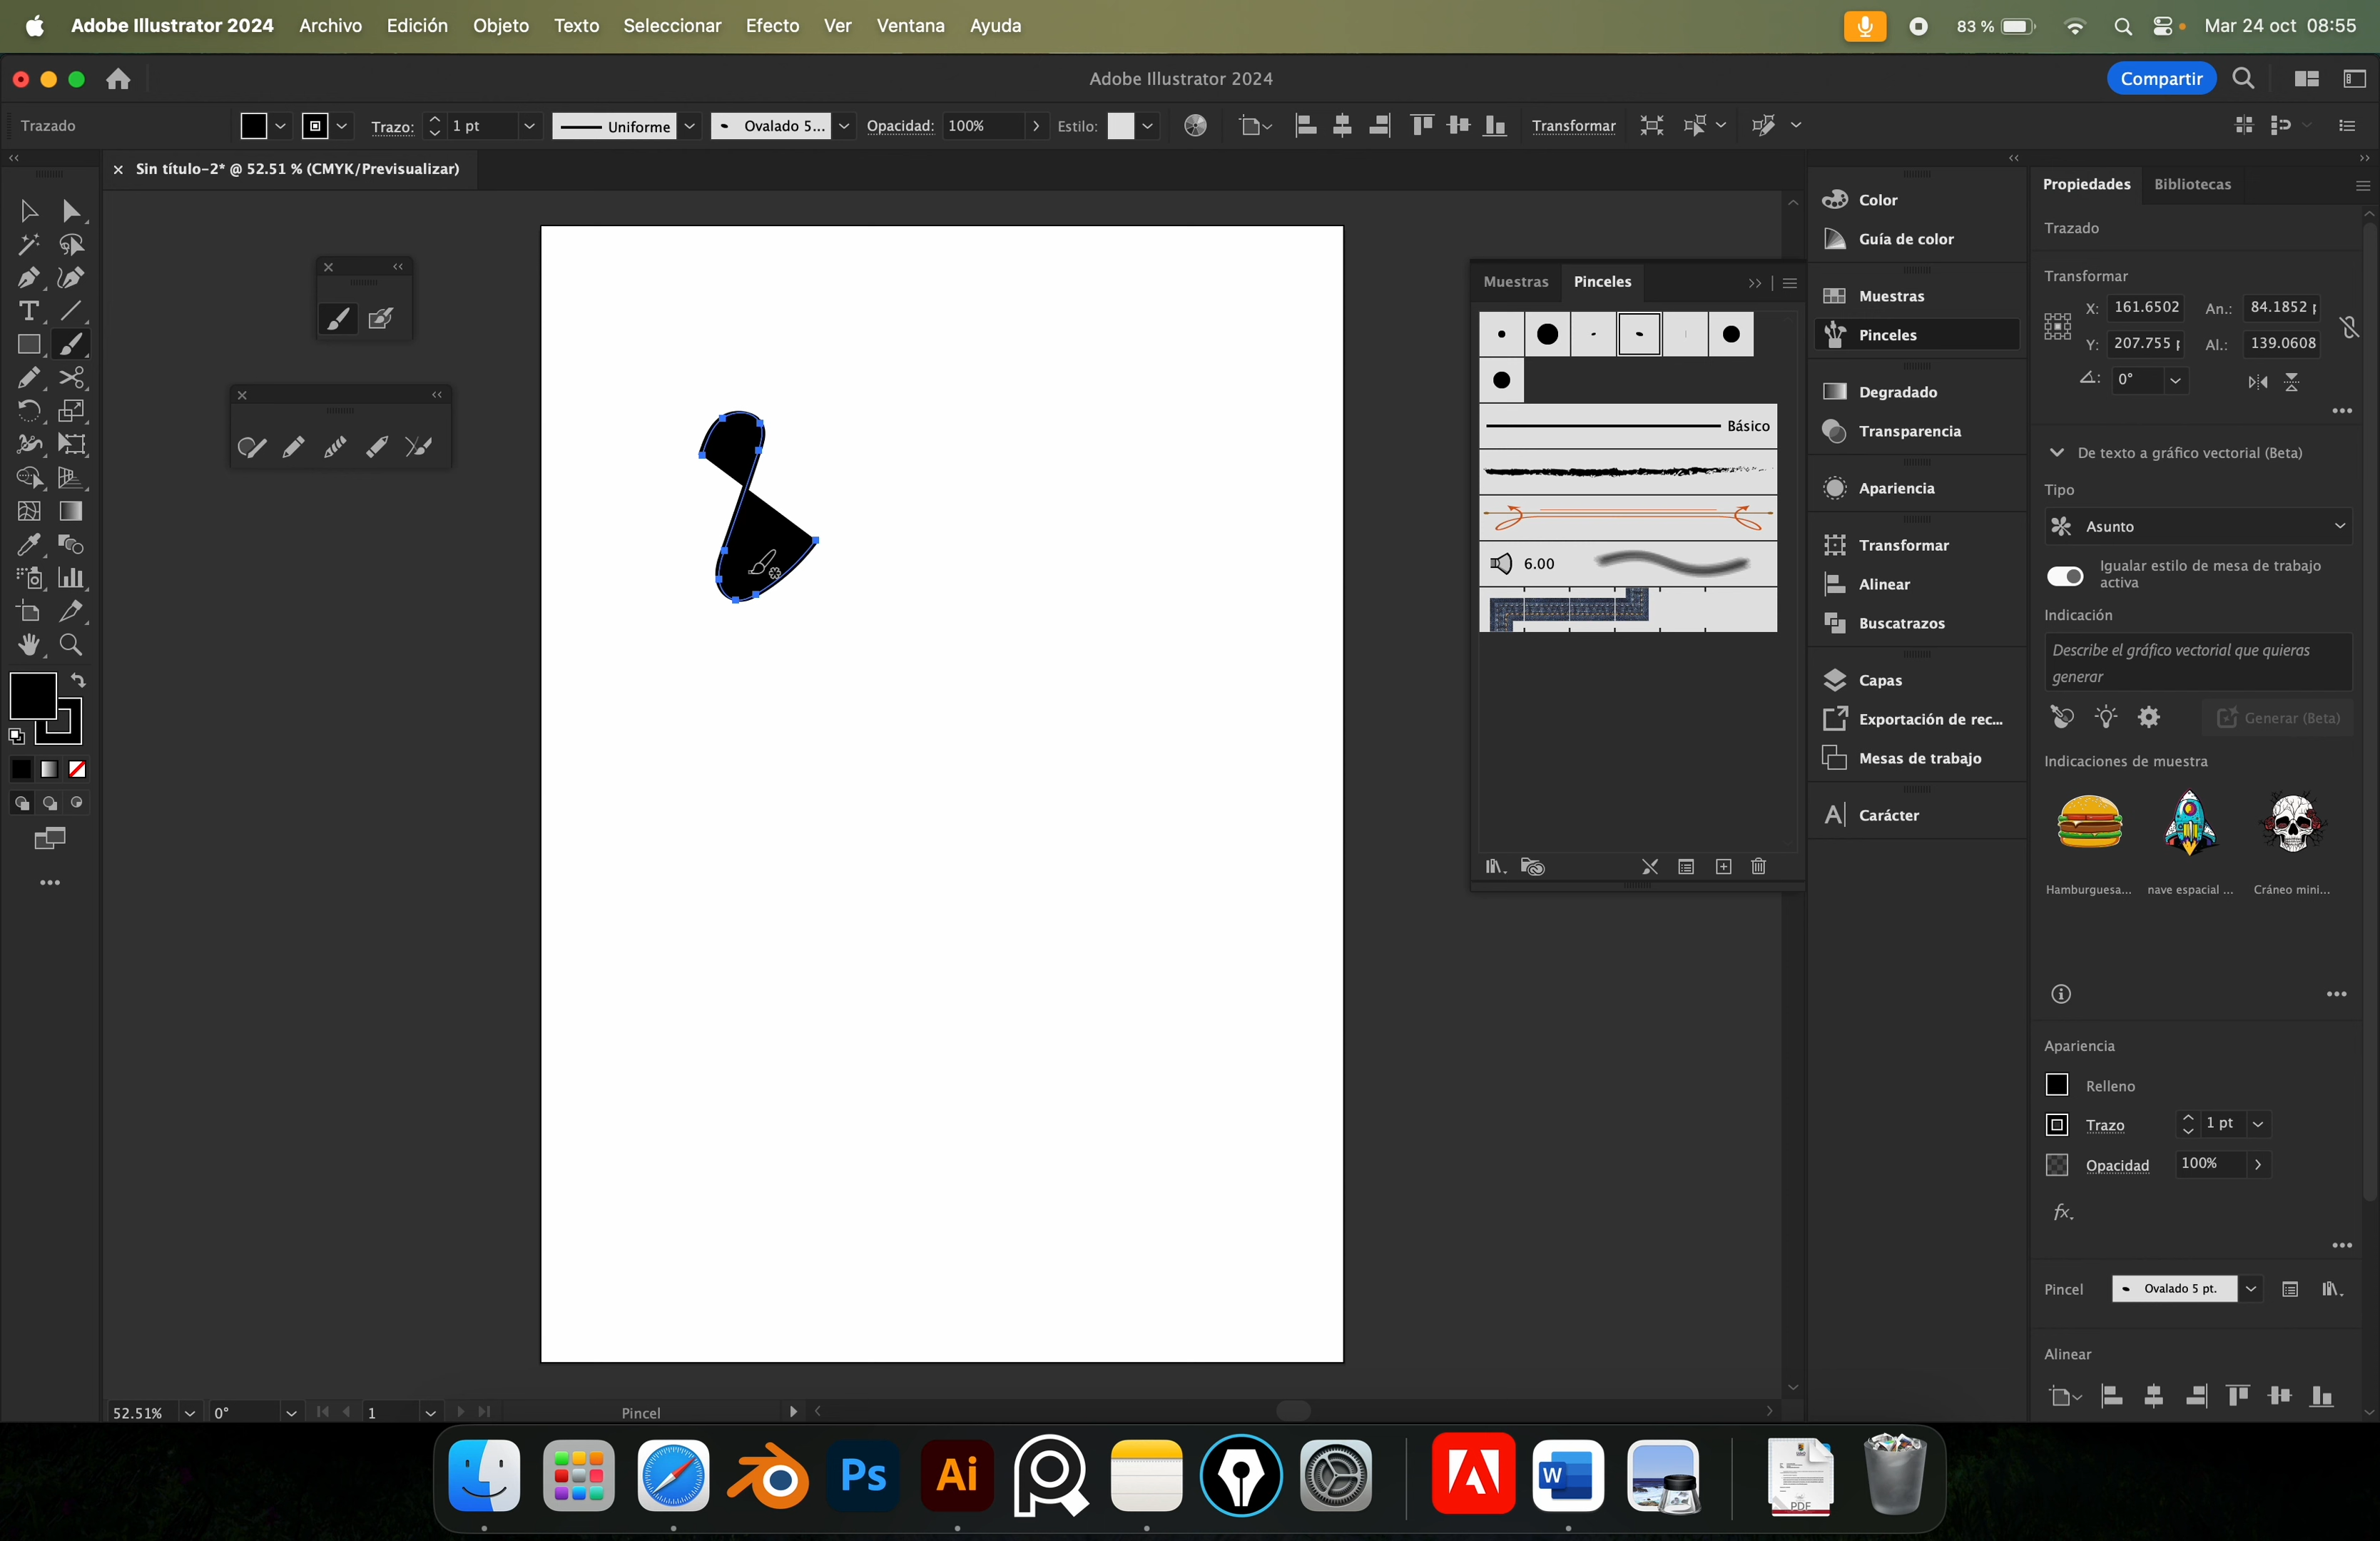 Adobe Illustrator 2024 Archivo Edición Objeto Texto Seleccionar Efecto Ver Ventana Ayuda 83 % Mar 24 oct 08:55
Adobe Illustrator 2024 Compartir
Trazado Trazo: 1 pt Uniforme Ovalado 5... Opacidad: 100% Estilo: Transformar
Sin título-2* @ 52.51 % (CMYK/Previsualizar)
Muestras Pinceles
Básico
6.00
Color
Guía de color
Muestras
Pinceles
Degradado
Transparencia
Apariencia
Transformar
Alinear
Buscatrazos
Capas
Exportación de rec...
Mesas de trabajo
Carácter
Propiedades Bibliotecas
Trazado
Transformar
X: 161.6502 An.: 84.1852 p
Y: 207.755 p Al.: 139.0608
0°
De texto a gráfico vectorial (Beta)
Tipo
Asunto
Igualar estilo de mesa de trabajo
activa
Indicación
Describe el gráfico vectorial que quieras
generar
Generar (Beta)
Indicaciones de muestra
Hamburguesa... nave espacial ... Cráneo mini...
Apariencia
Relleno
Trazo 1 pt
Opacidad 100%
fx.
Pincel Ovalado 5 pt.
Alinear
52.51% 0° 1 Pincel
Ps Ai W PDF